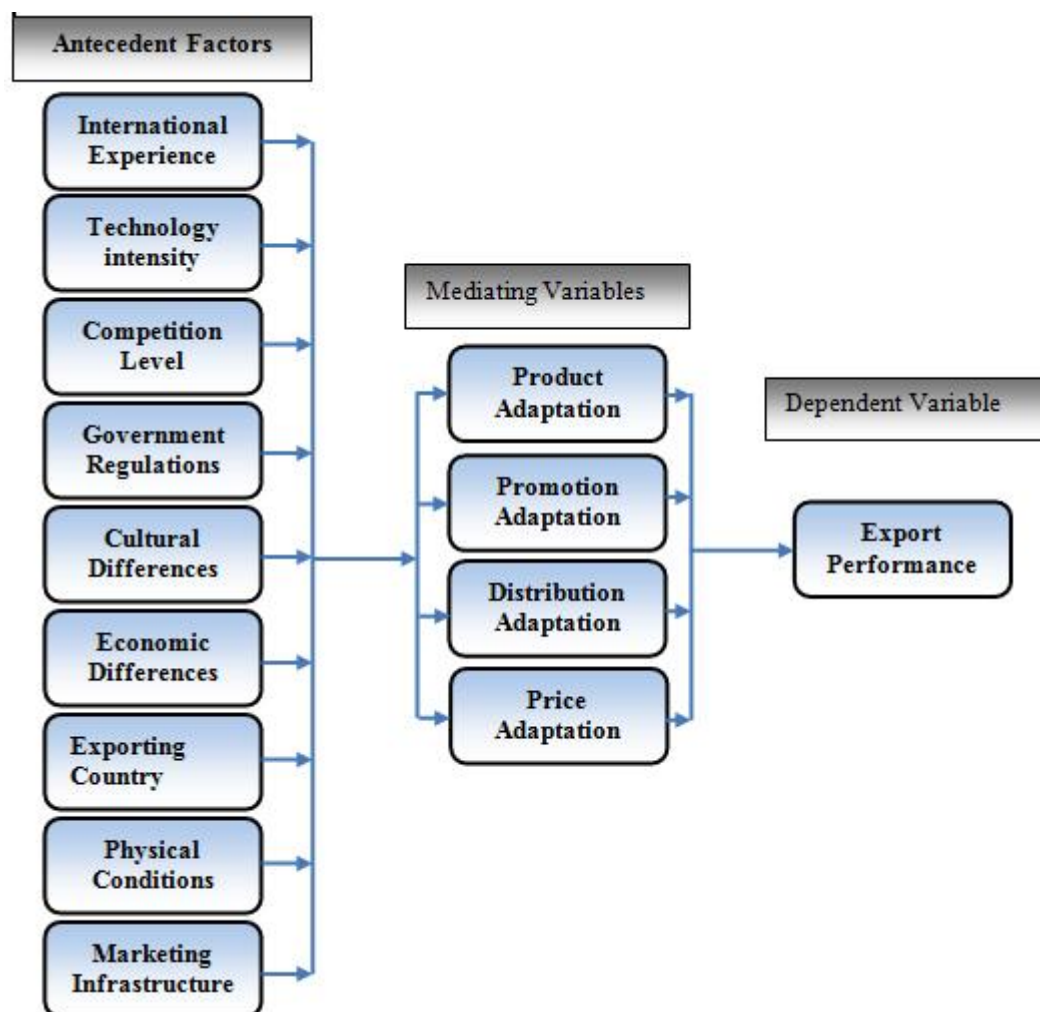 Antecedent Factors
International
Experience
Technology
intensity
Competition
Level
Government
Regulations
Cultural
Differences
Economic
Differences
Exporting
Country
Physical
Conditions
Marketing
Infrastructure
Mediating Variables
Product
Adaptation
Promotion
Adaptation
Distribution
Adaptation
Price
Adaptation
Dependent Variable
Export
Performance